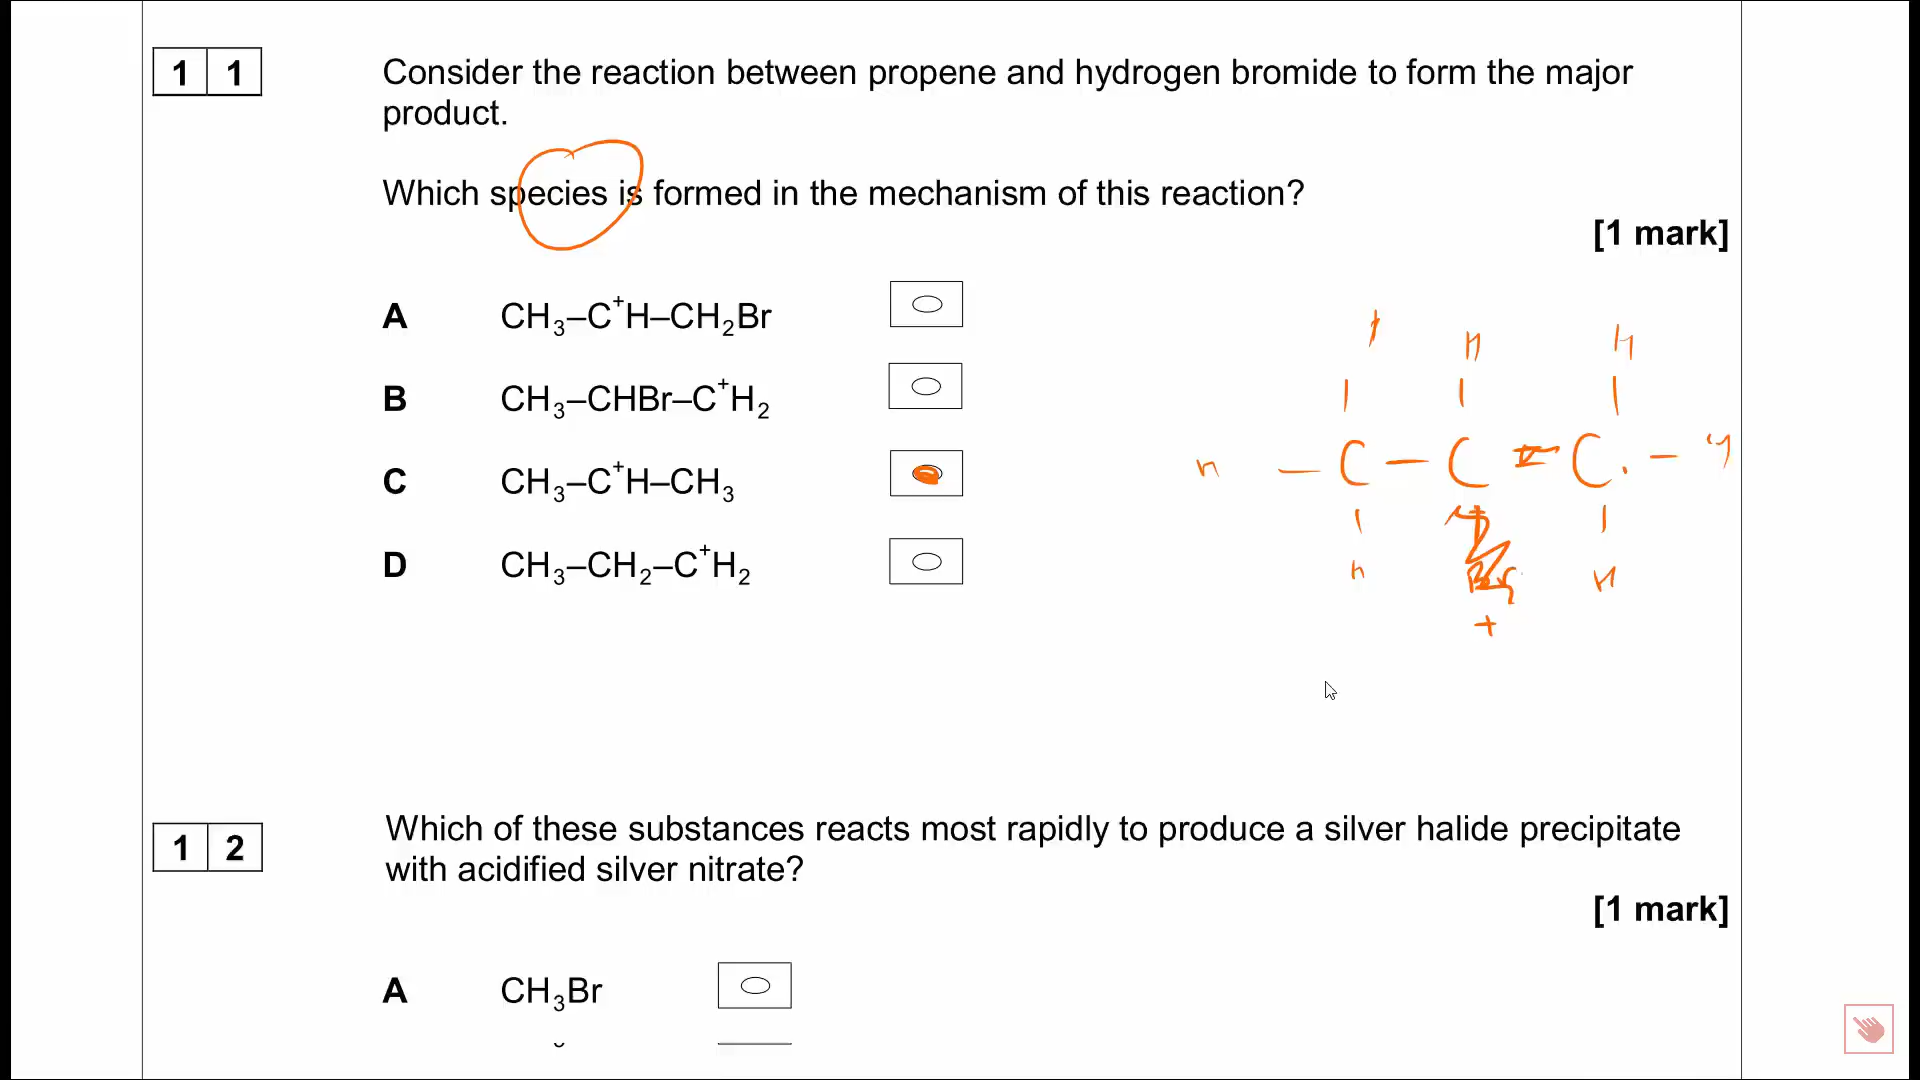 1 1 Consider the reaction between propene and hydrogen bromide to form the major
product.
Which species is formed in the mechanism of this reaction?
[1 mark]
A CH₃–C⁺H–CH₂Br
B CH₃–CHBr–C⁺H₂
C CH₃–C⁺H–CH₃
D CH₃–CH₂–C⁺H₂
H H
C – C = C –
h Br H
+
1 2 Which of these substances reacts most rapidly to produce a silver halide precipitate
with acidified silver nitrate?
[1 mark]
A CH₃Br